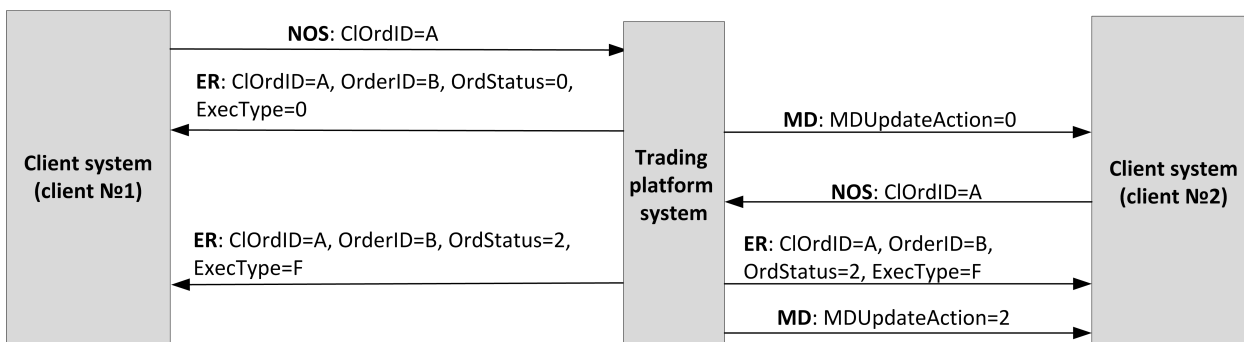 NOS: ClOrdID=A
ER: ClOrdID=A, OrderID=B, OrdStatus=0,
ExecType=0
MD: MDUpdateAction=0
Client system
(client №1)
Trading
platform
system
Client system
(client №2)
NOS: ClOrdID=A
ER: ClOrdID=A, OrderID=B, OrdStatus=2,
ExecType=F
ER: ClOrdID=A, OrderID=B,
OrdStatus=2, ExecType=F
MD: MDUpdateAction=2